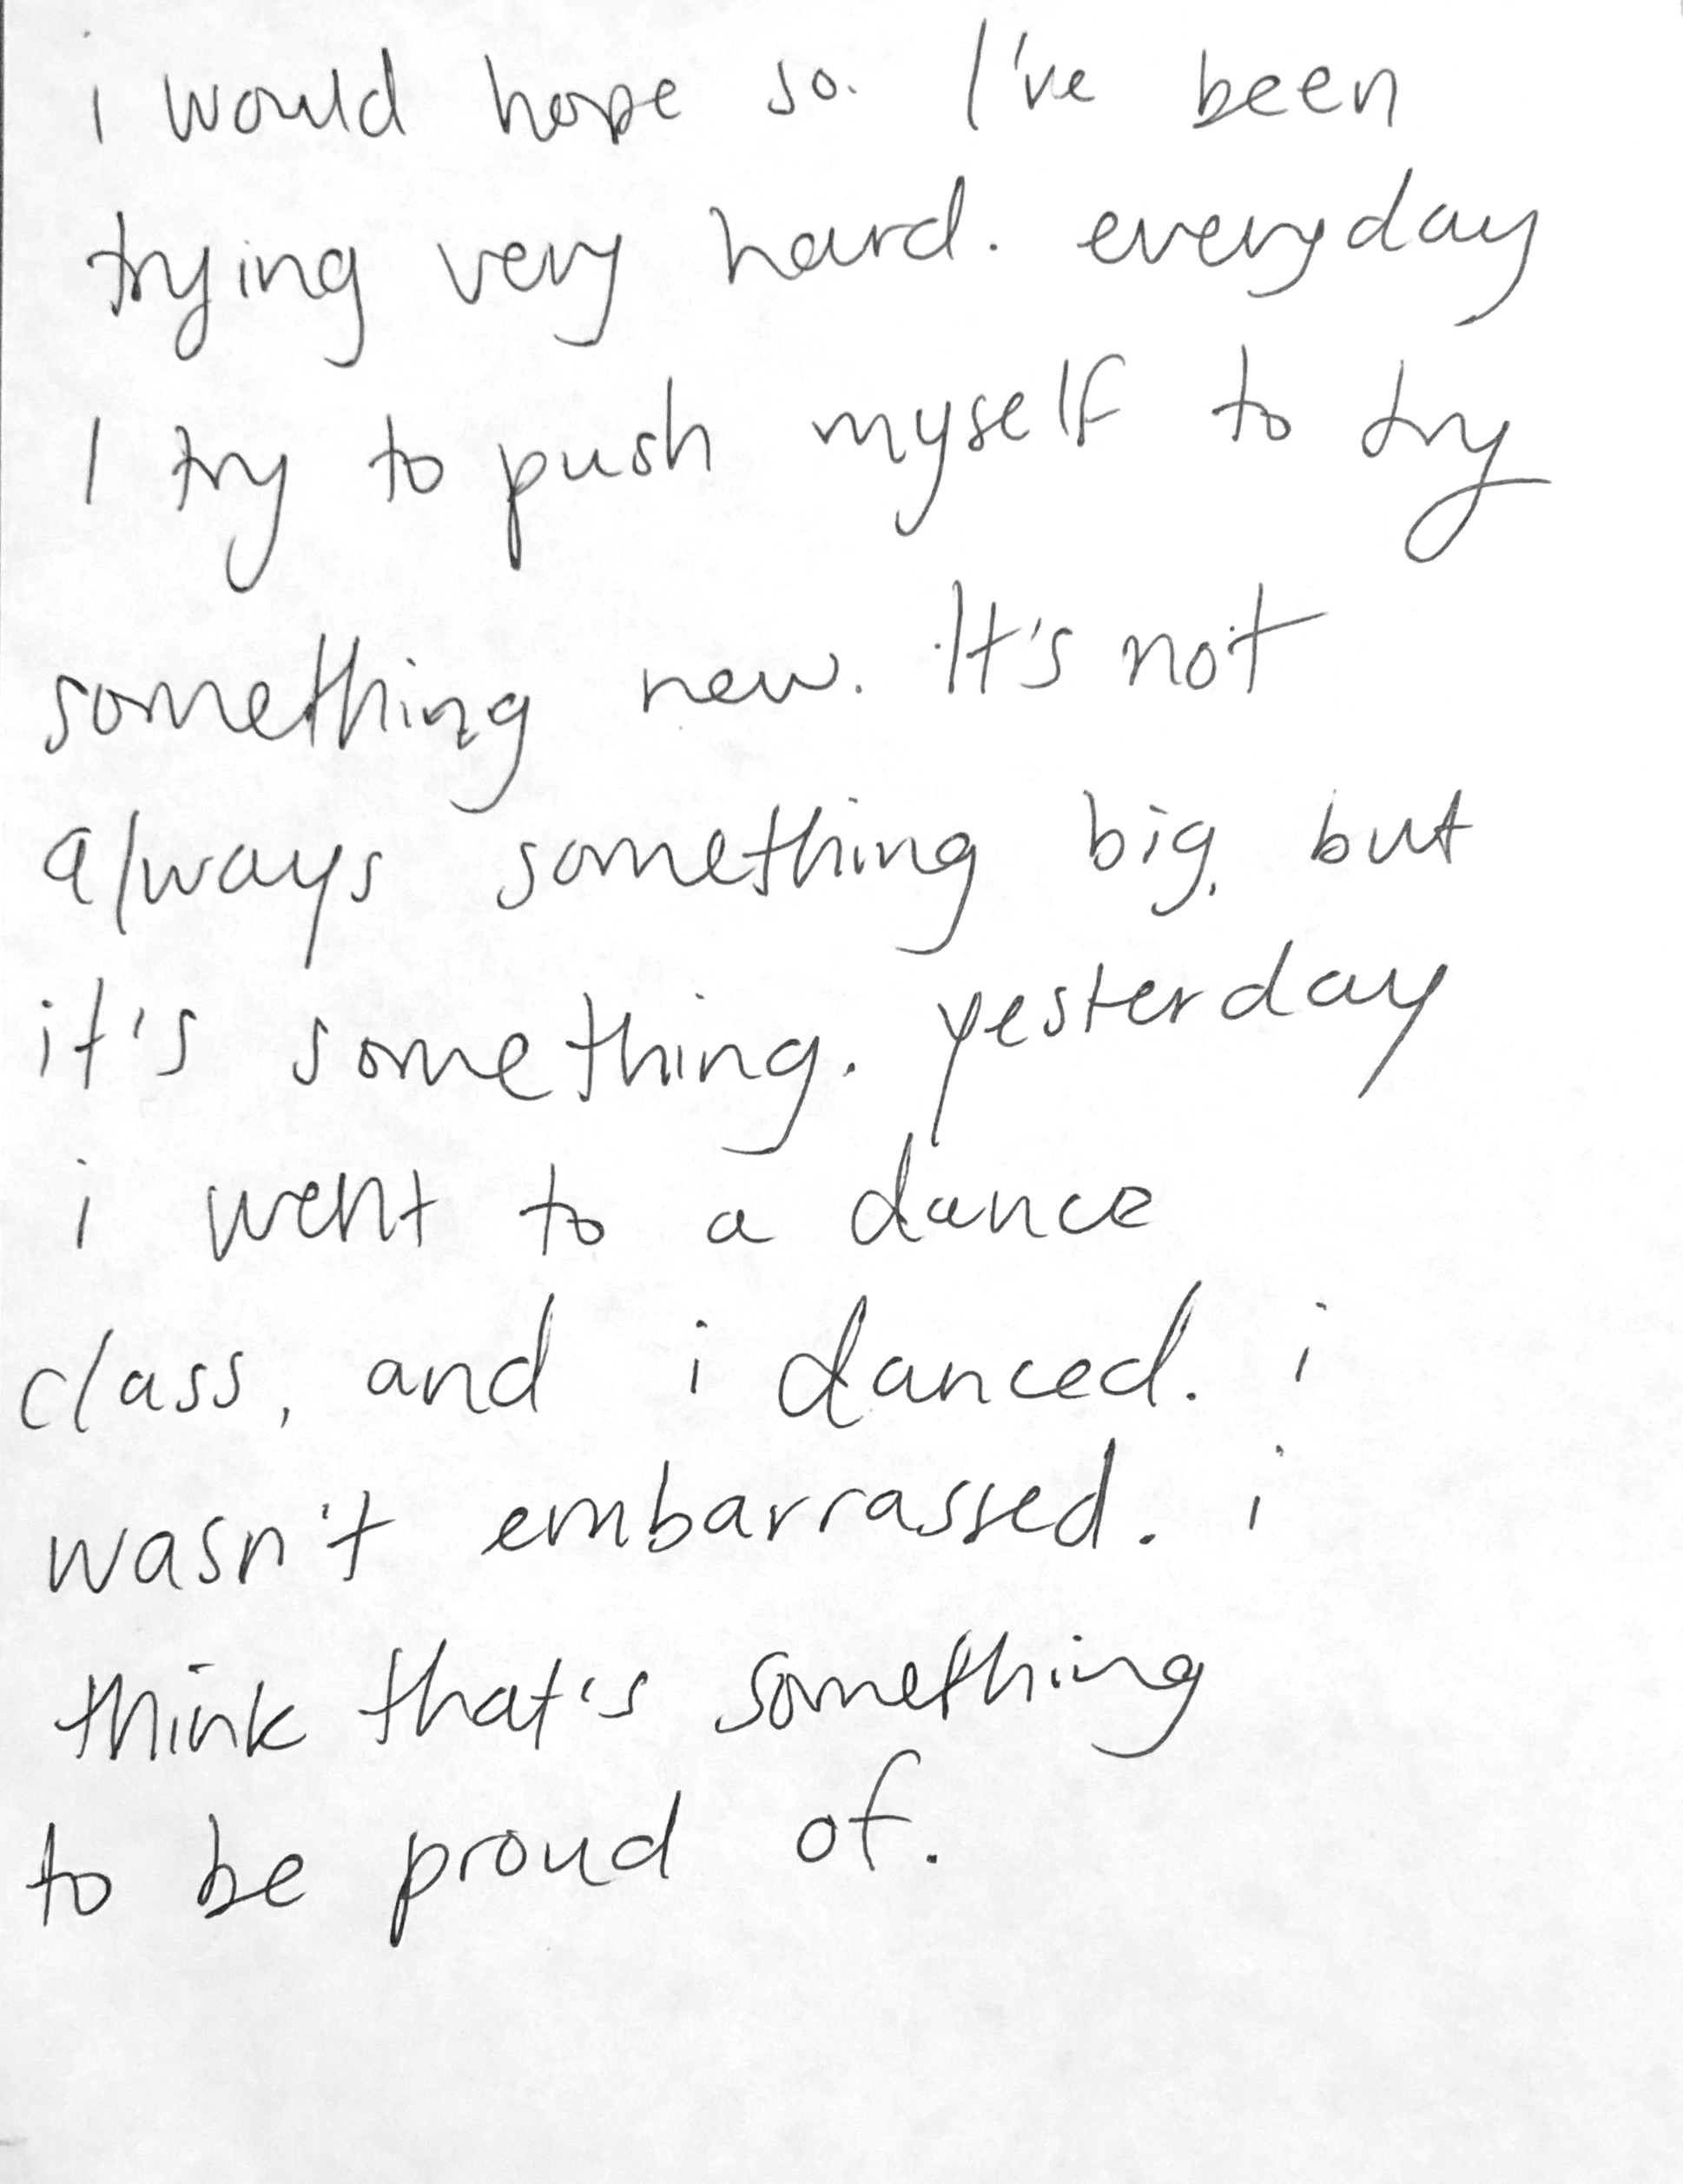 i would hope so. I've been
trying very hard. everyday
I try to push myself to try
something new. It's not
always something big, but
it's something. yesterday
i went to a dance
class, and i danced. i
wasn't embarrassed. i
think that's something
to be proud of.